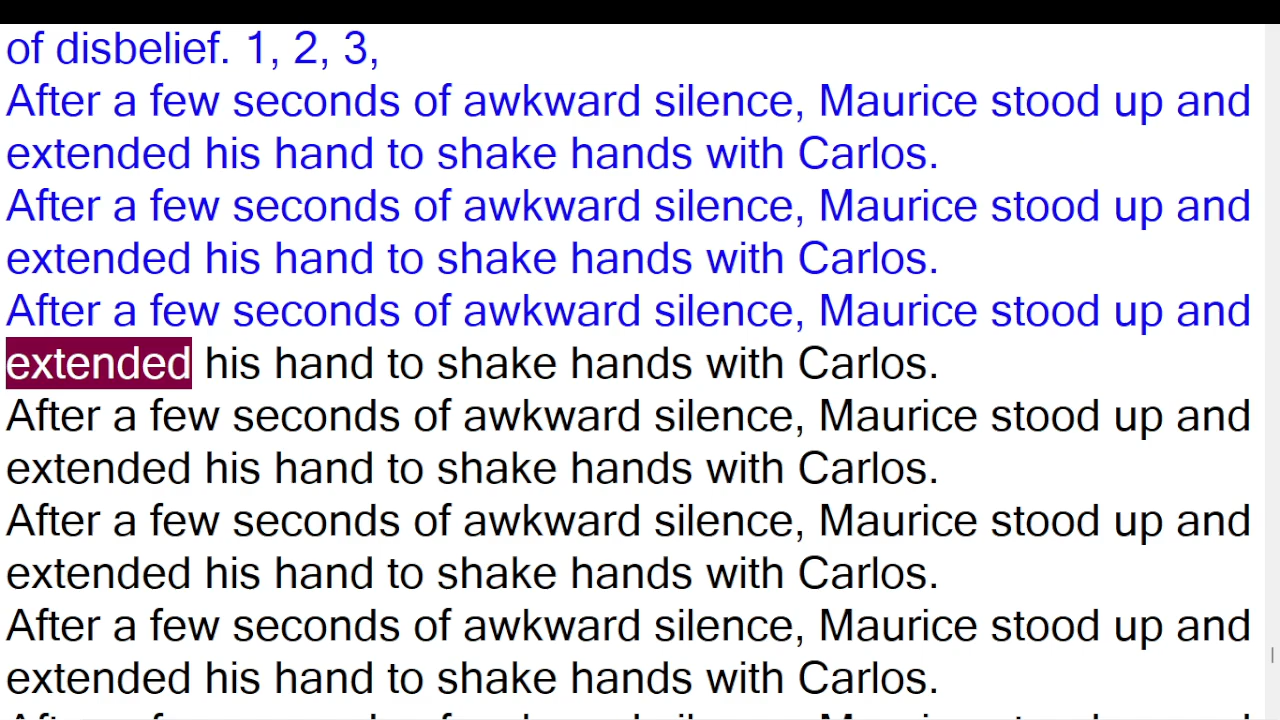 of disbelief. 1, 2, 3,
After a few seconds of awkward silence, Maurice stood up and
extended his hand to shake hands with Carlos.
After a few seconds of awkward silence, Maurice stood up and
extended his hand to shake hands with Carlos.
After a few seconds of awkward silence, Maurice stood up and
extended his hand to shake hands with Carlos.
After a few seconds of awkward silence, Maurice stood up and
extended his hand to shake hands with Carlos.
After a few seconds of awkward silence, Maurice stood up and
extended his hand to shake hands with Carlos.
After a few seconds of awkward silence, Maurice stood up and
extended his hand to shake hands with Carlos.